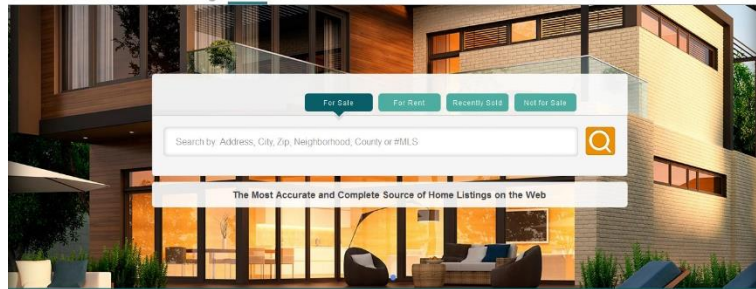 For Sale
For Rent
Recently Sold
Not for Sale
Search by: Address, City, Zip, Neighborhood, County or #MLS
The Most Accurate and Complete Source of Home Listings on the Web